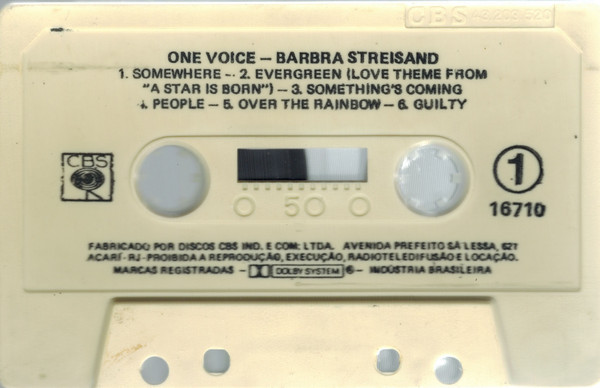 CBS
ONE VOICE – BARBRA STREISAND
1. SOMEWHERE – 2. EVERGREEN (LOVE THEME FROM
"A STAR IS BORN") – 3. SOMETHING'S COMING
4. PEOPLE – 5. OVER THE RAINBOW – 6. GUILTY
CBS
1
50
16710
FABRICADO POR DISCOS CBS IND. E COM. LTDA. AVENIDA PREFEITO SÁ LESSA, 621
ACARÍ - RJ - PROIBIDA A REPRODUÇÃO, EXECUÇÃO, RADIOTELEDIFUSÃO E LOCAÇÃO.
MARCAS REGISTRADAS – DOLBY SYSTEM ® – INDÚSTRIA BRASILEIRA